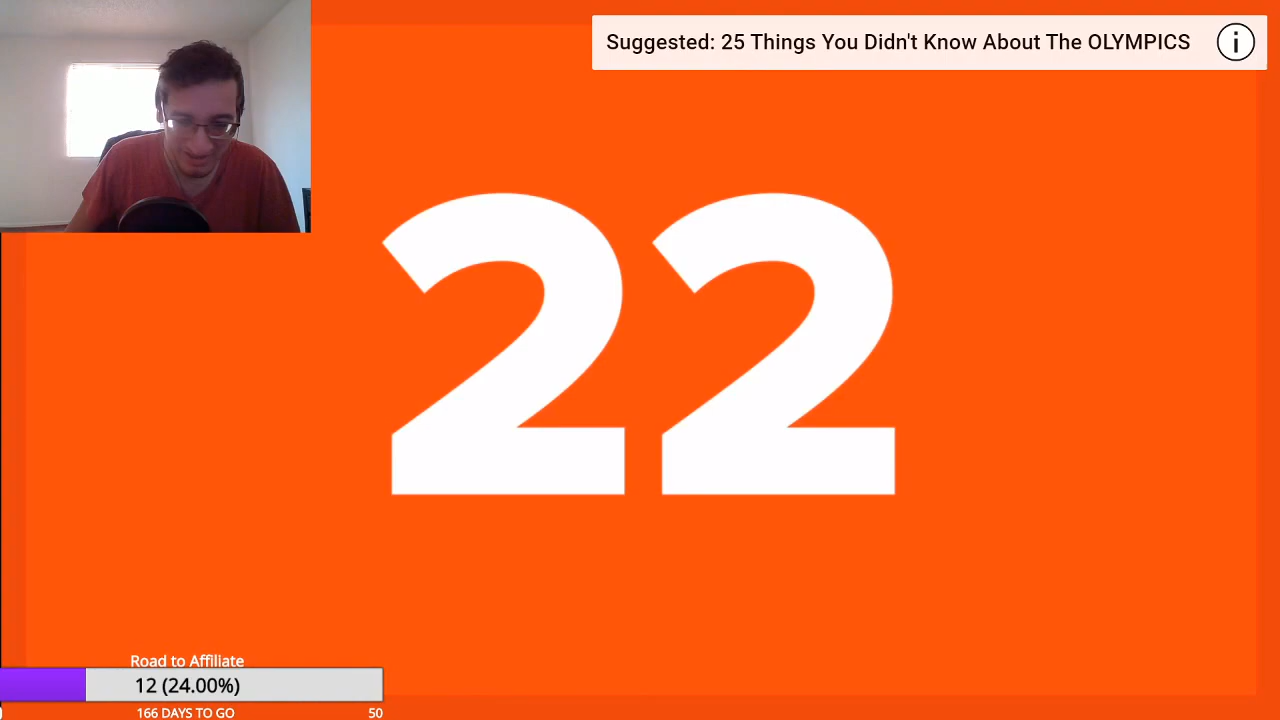 Suggested: 25 Things You Didn't Know About The OLYMPICS
22
Road to Affiliate
12 (24.00%)
166 DAYS TO GO
50